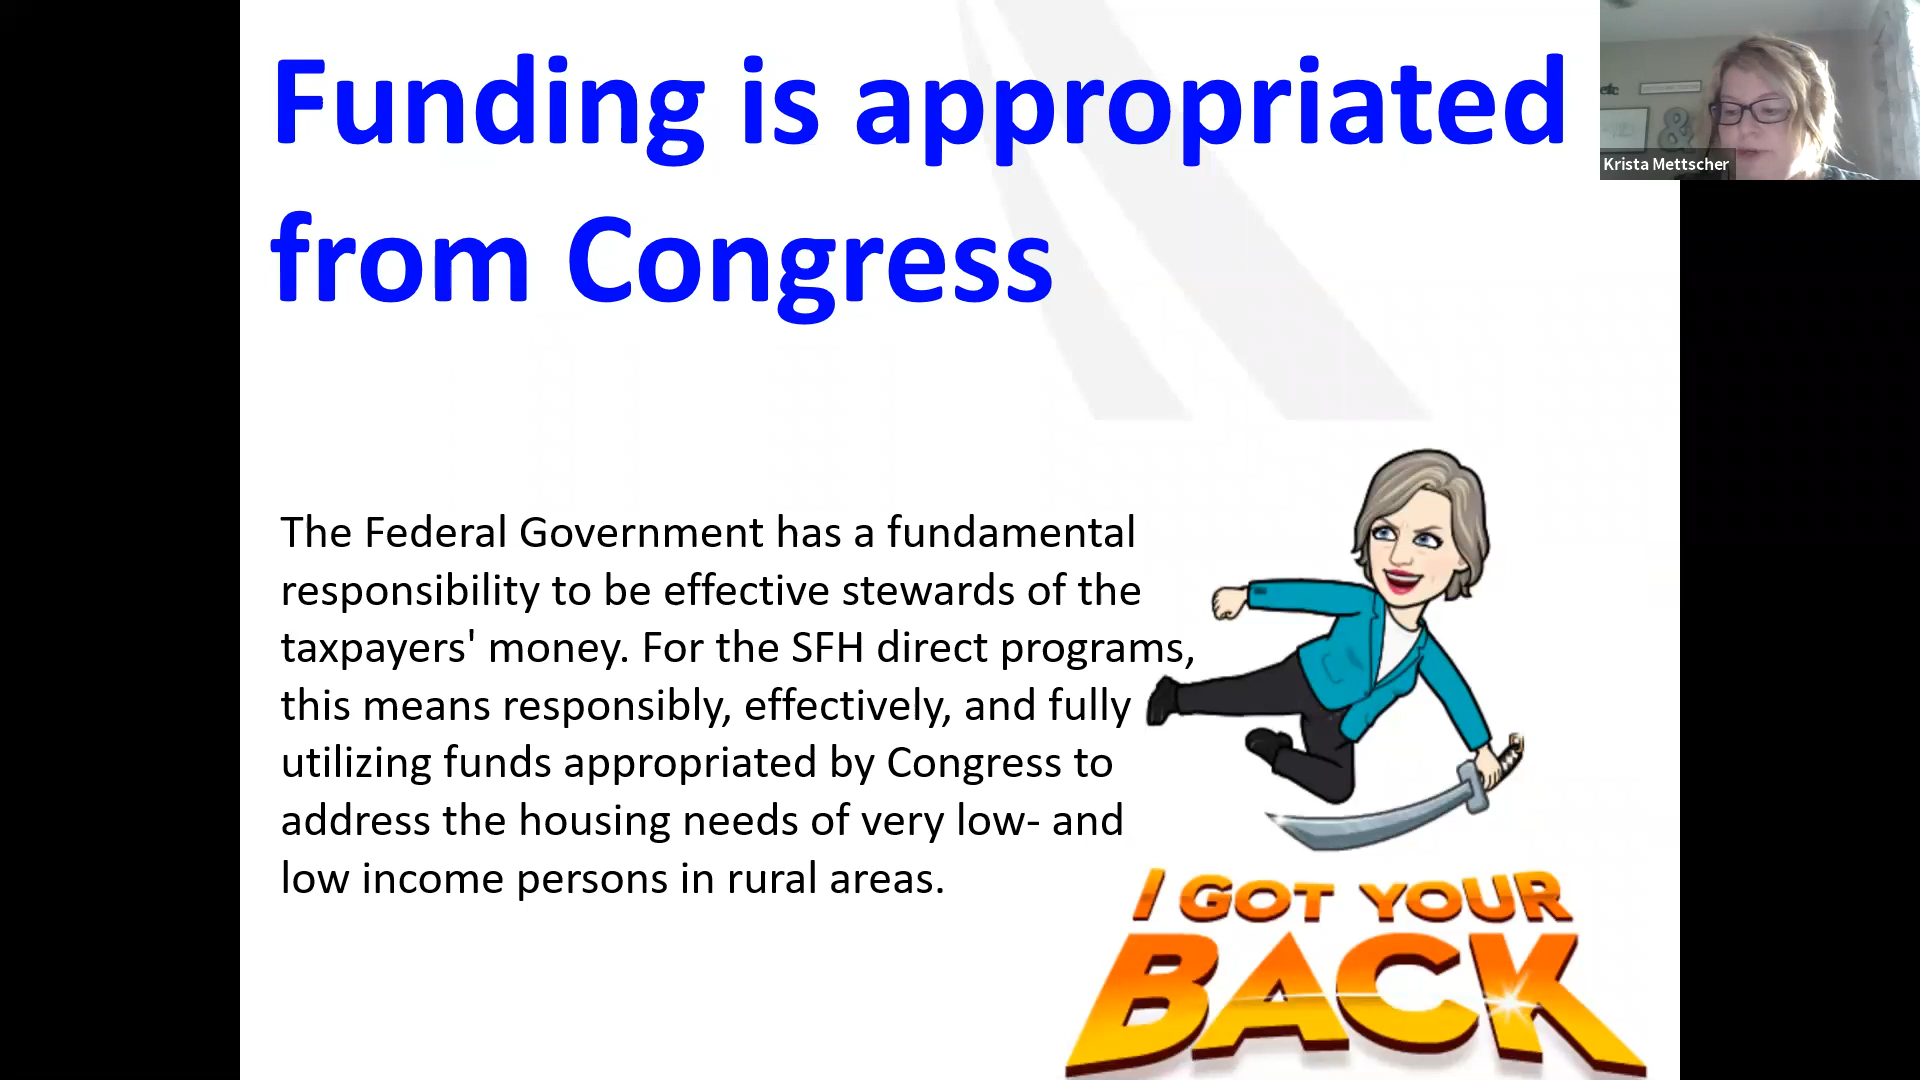 Funding is appropriated
from Congress
Krista Mettscher
The Federal Government has a fundamental
responsibility to be effective stewards of the
taxpayers' money. For the SFH direct programs,
this means responsibly, effectively, and fully
utilizing funds appropriated by Congress to
address the housing needs of very low- and
low income persons in rural areas.
I GOT YOUR
BACK
&